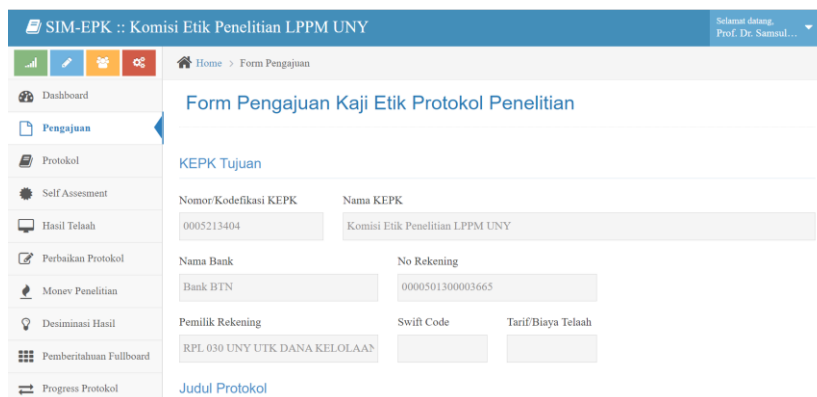 SIM-EPK :: Komisi Etik Penelitian LPPM UNY
Selamat datang,
Prof. Dr. Samsul...
Home > Form Pengajuan
Dashboard
Pengajuan
Protokol
Self Assesment
Hasil Telaah
Perbaikan Protokol
Monev Penelitian
Desiminasi Hasil
Pemberitahuan Fullboard
Progress Protokol
Form Pengajuan Kaji Etik Protokol Penelitian
KEPK Tujuan
Nomor/Kodefikasi KEPK Nama KEPK
0005213404 Komisi Etik Penelitian LPPM UNY
Nama Bank No Rekening
Bank BTN 0000501300003665
Pemilik Rekening Swift Code Tarif/Biaya Telaah
RPL 030 UNY UTK DANA KELOLAAN
Judul Protokol